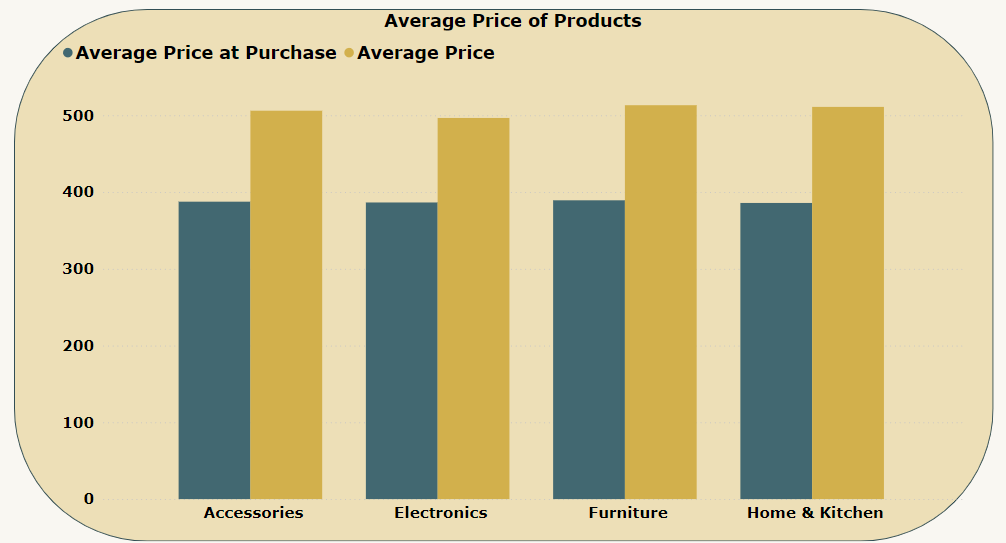 Average Price of Products
Average Price at Purchase Average Price
500
400
300
200
100
0
Accessories Electronics Furniture Home & Kitchen